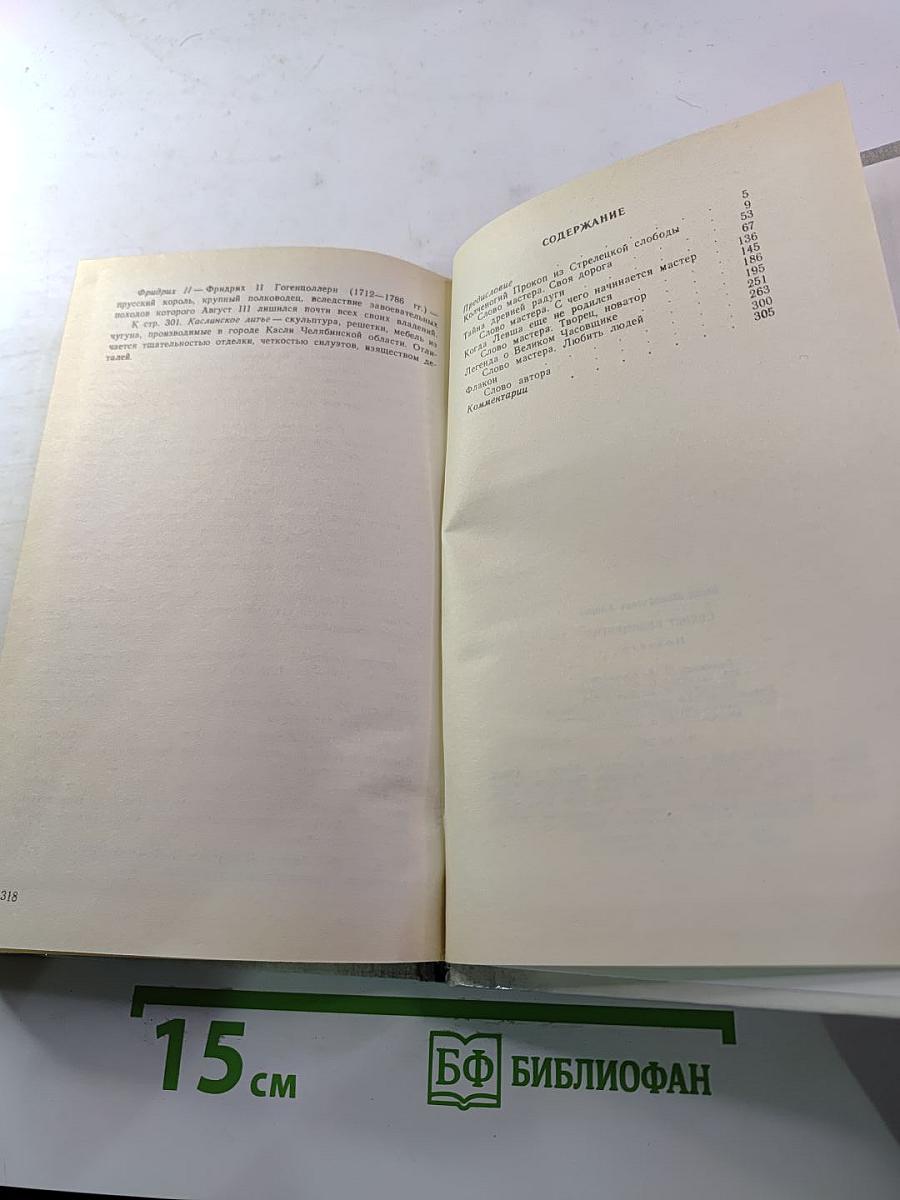 Фридрих II — Фридрих II Гогенцоллерн (1712—1786 гг.) —
прусский король, крупный полководец, вследствие завоевательных
походов которого Август III лишился почти всех своих владений.
К стр. 301. Каслинское литье — скульптура, решетки, мебель из
чугуна, производимые в городе Касли Челябинской области. Отли-
чается тщательностью отделки, четкостью силуэтов, изяществом де-
талей.
318
СОДЕРЖАНИЕ
Предисловие . . . 5
Колченогий Прокоп из Стрелецкой слободы . 9
Слово мастера. Своя дорога . . . 53
Тайна древней радуги . . . 67
Слово мастера. С чего начинается мастер . 136
Когда Левша еще не родился . . . 145
Слово мастера. Творец, новатор . . . 186
Легенда о Великом Часовщике . . . 195
Слово мастера. Любить людей . . . 251
Флакон . . . 263
Слово автора . . . 300
Комментарии . . . 305
15 см
БФ БИБЛИОФАН